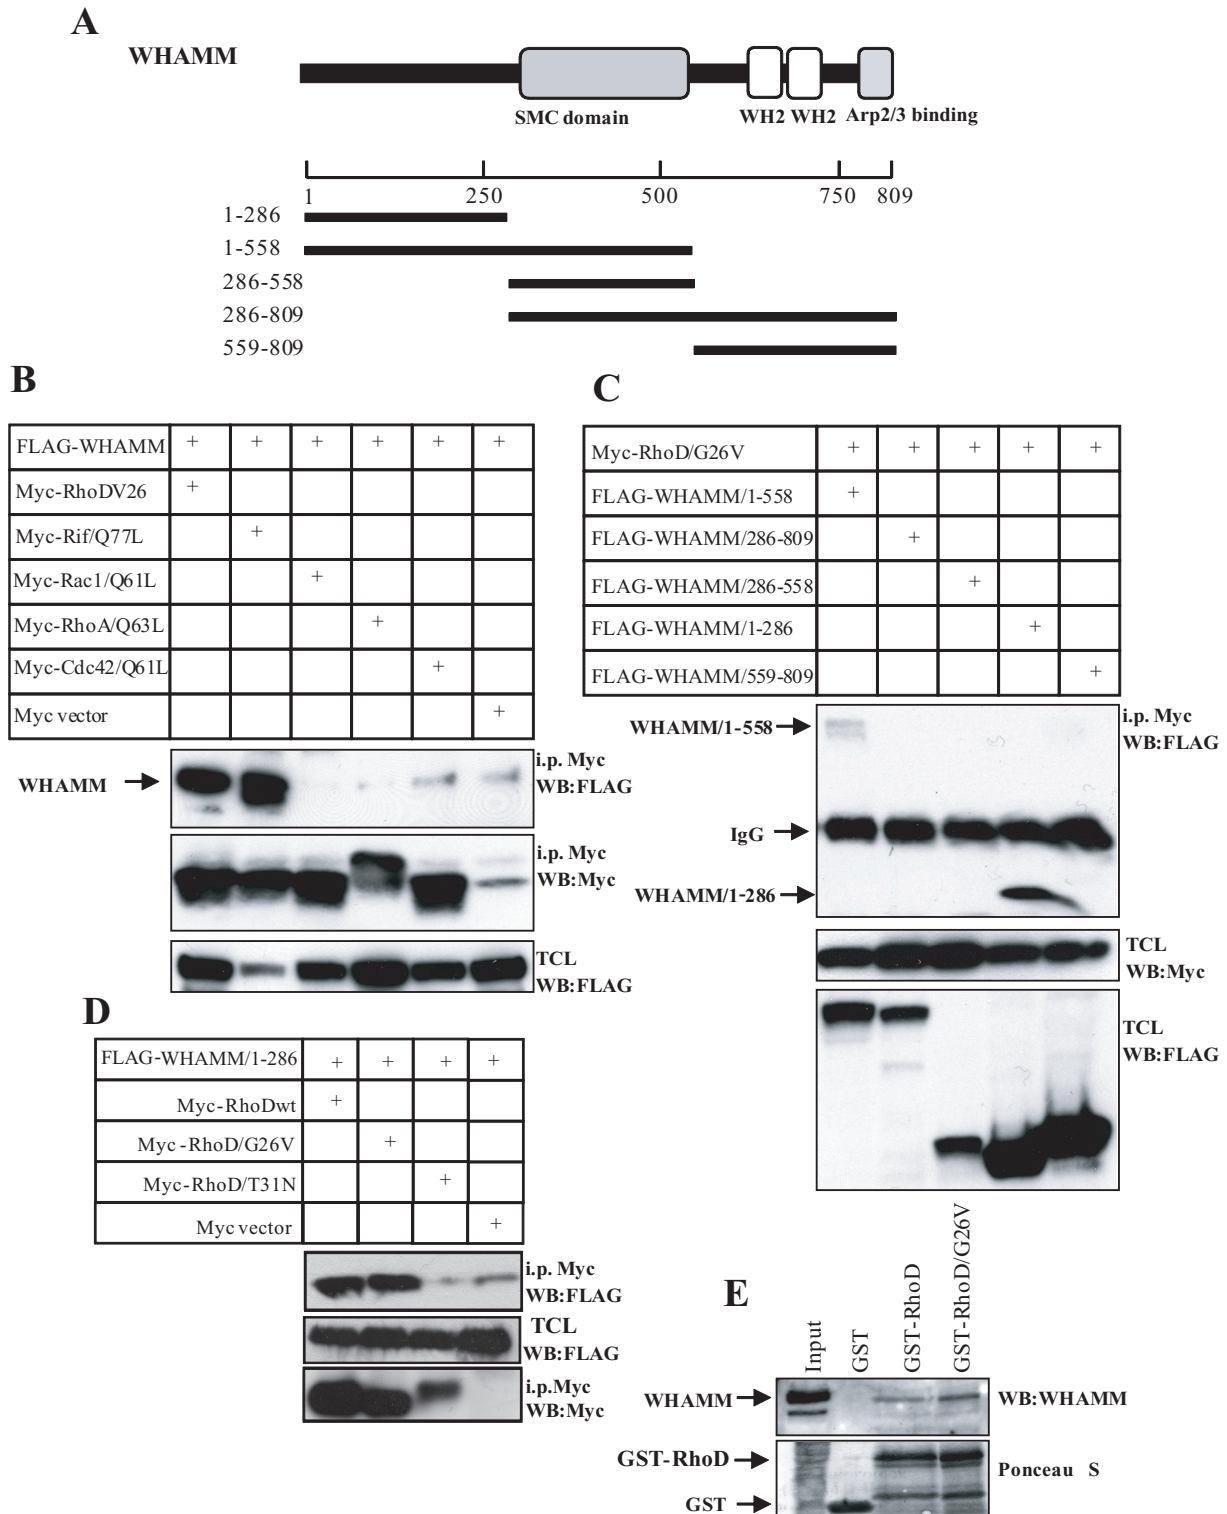 A
WHAMM
SMC domain
WH2 WH2 Arp2/3 binding
1 250 500 750 809
1-286
1-558
286-558
286-809
559-809
B
FLAG-WHAMM + + + + + +
Myc-RhoDV26 +
Myc-Rif/Q77L +
Myc-Rac1/Q61L +
Myc-RhoA/Q63L +
Myc-Cdc42/Q61L +
Myc vector +
WHAMM
i.p. Myc
WB:FLAG
i.p. Myc
WB:Myc
TCL
WB:FLAG
C
Myc-RhoD/G26V + + + + +
FLAG-WHAMM/1-558 +
FLAG-WHAMM/286-809 +
FLAG-WHAMM/286-558 +
FLAG-WHAMM/1-286 +
FLAG-WHAMM/559-809 +
WHAMM/1-558
IgG
WHAMM/1-286
i.p. Myc
WB:FLAG
TCL
WB:Myc
TCL
WB:FLAG
D
FLAG-WHAMM/1-286 + + + +
Myc-RhoDwt +
Myc-RhoD/G26V +
Myc-RhoD/T31N +
Myc vector +
i.p. Myc
WB:FLAG
TCL
WB:FLAG
i.p.Myc
WB:Myc
E
Input
GST
GST-RhoD
GST-RhoD/G26V
WHAMM
WB:WHAMM
GST-RhoD
Ponceau S
GST